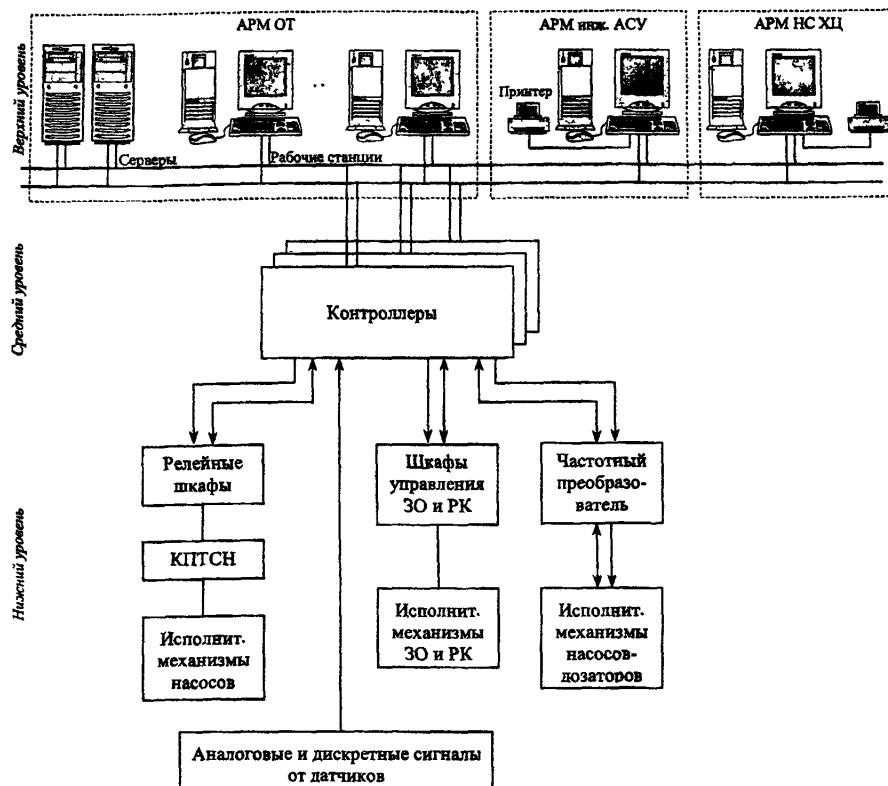 АРМ ОТ
АРМ инж. АСУ
АРМ НС ХЦ
Верхний уровень
Принтер
Серверы
Рабочие станции
Средний уровень
Контроллеры
Нижний уровень
Релейные
шкафы
Шкафы
управления
ЗО и РК
Частотный
преобразо-
ватель
КПТСН
Исполнит.
механизмы
насосов
Исполнит.
механизмы
ЗО и РК
Исполнит.
механизмы
насосов-
дозаторов
Аналоговые и дискретные сигналы
от датчиков